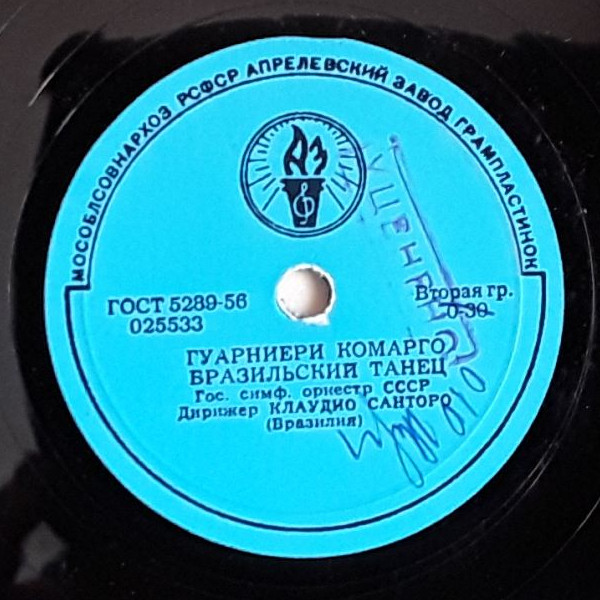 МОСОБЛСОВНАРХОЗ РСФСР АПРЕЛЕВСКИЙ ЗАВОД ГРАМПЛАСТИНОК
АЗ
ГОСТ 5289-56
025533
Вторая гр.
0-30
ГУАРНИЕРИ КОМАРГО
БРАЗИЛЬСКИЙ ТАНЕЦ
Гос. симф. оркестр СССР
Дирижер КЛАУДИО САНТОРО
(Бразилия)